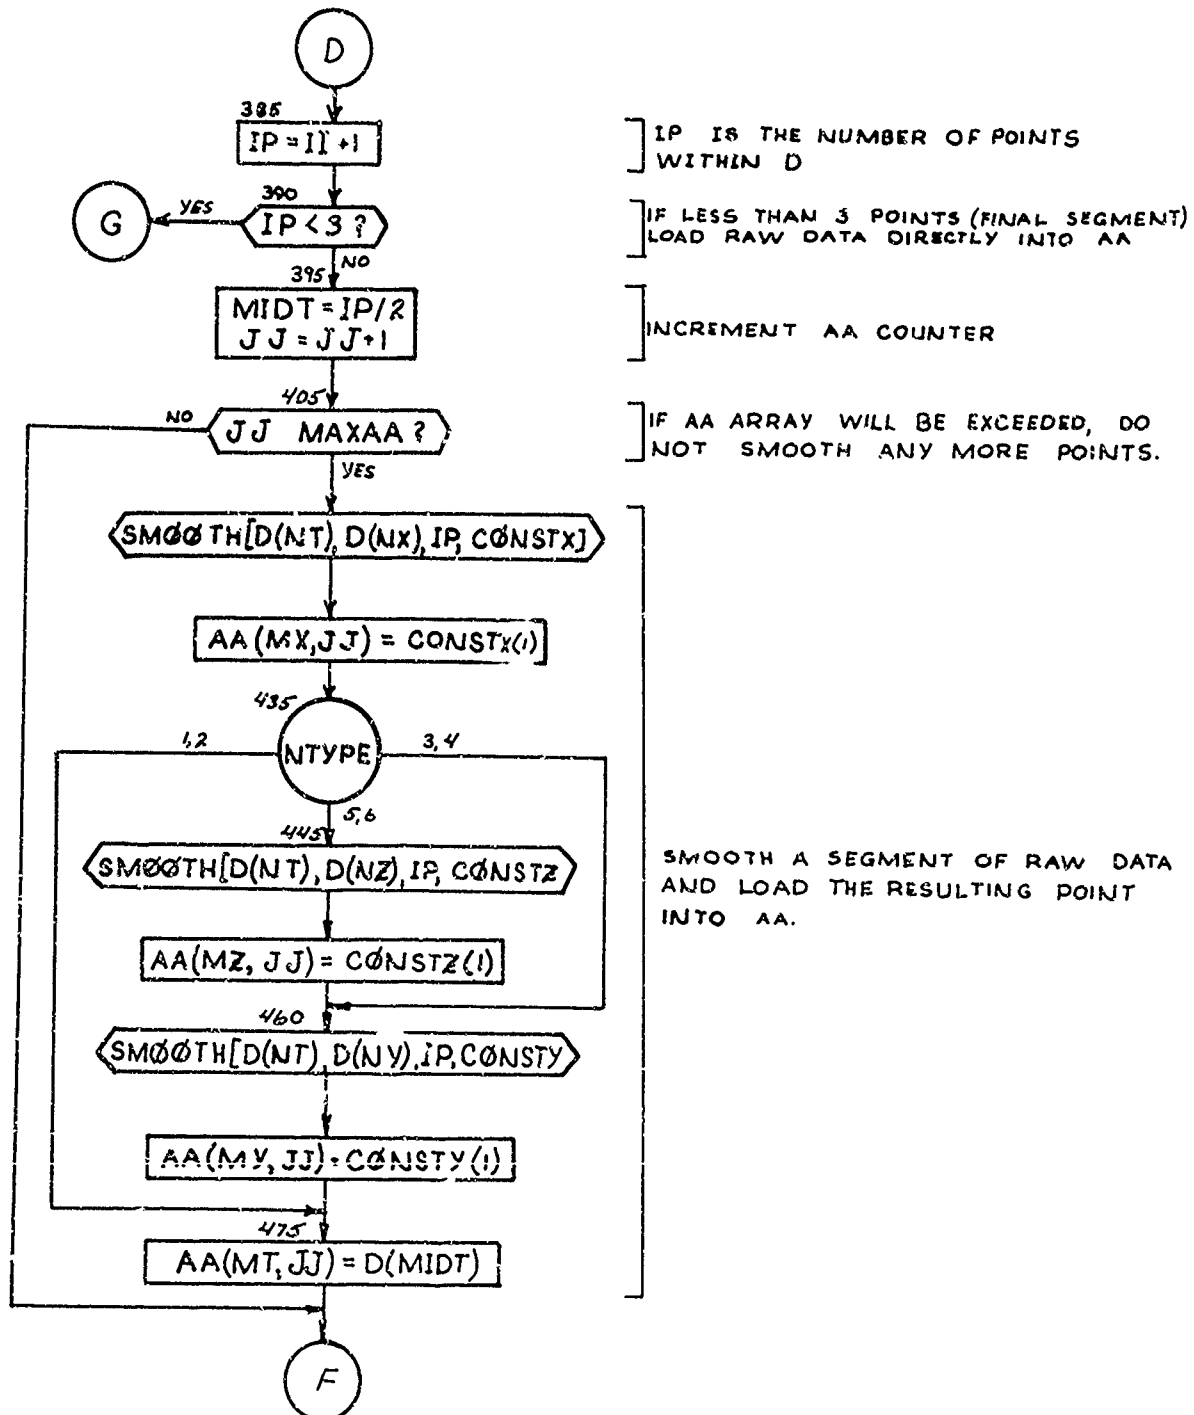 D
385
IP = II + 1
IP IS THE NUMBER OF POINTS
WITHIN D
390
G
YES
IP < 3 ?
IF LESS THAN 3 POINTS (FINAL SEGMENT)
LOAD RAW DATA DIRECTLY INTO AA
NO
395
MIDT = IP/2
JJ = JJ+1
INCREMENT AA COUNTER
405
NO
JJ MAXAA ?
IF AA ARRAY WILL BE EXCEEDED, DO
NOT SMOOTH ANY MORE POINTS.
YES
SMØØTH[D(NT), D(NX), IP, CØNSTX]
AA(MX,JJ) = CONSTX(1)
435
1,2
NTYPE
3,4
5,6
445
SMØØTH[D(NT), D(NZ), IP, CØNSTZ
SMOOTH A SEGMENT OF RAW DATA
AND LOAD THE RESULTING POINT
INTO AA.
AA(MZ, JJ) = CØNSTZ(1)
460
SMØØTH[D(NT), D(NY), IP, CØNSTY
AA(MY, JJ) - CØNSTY(1)
475
AA(MT, JJ) = D(MIDT)
F